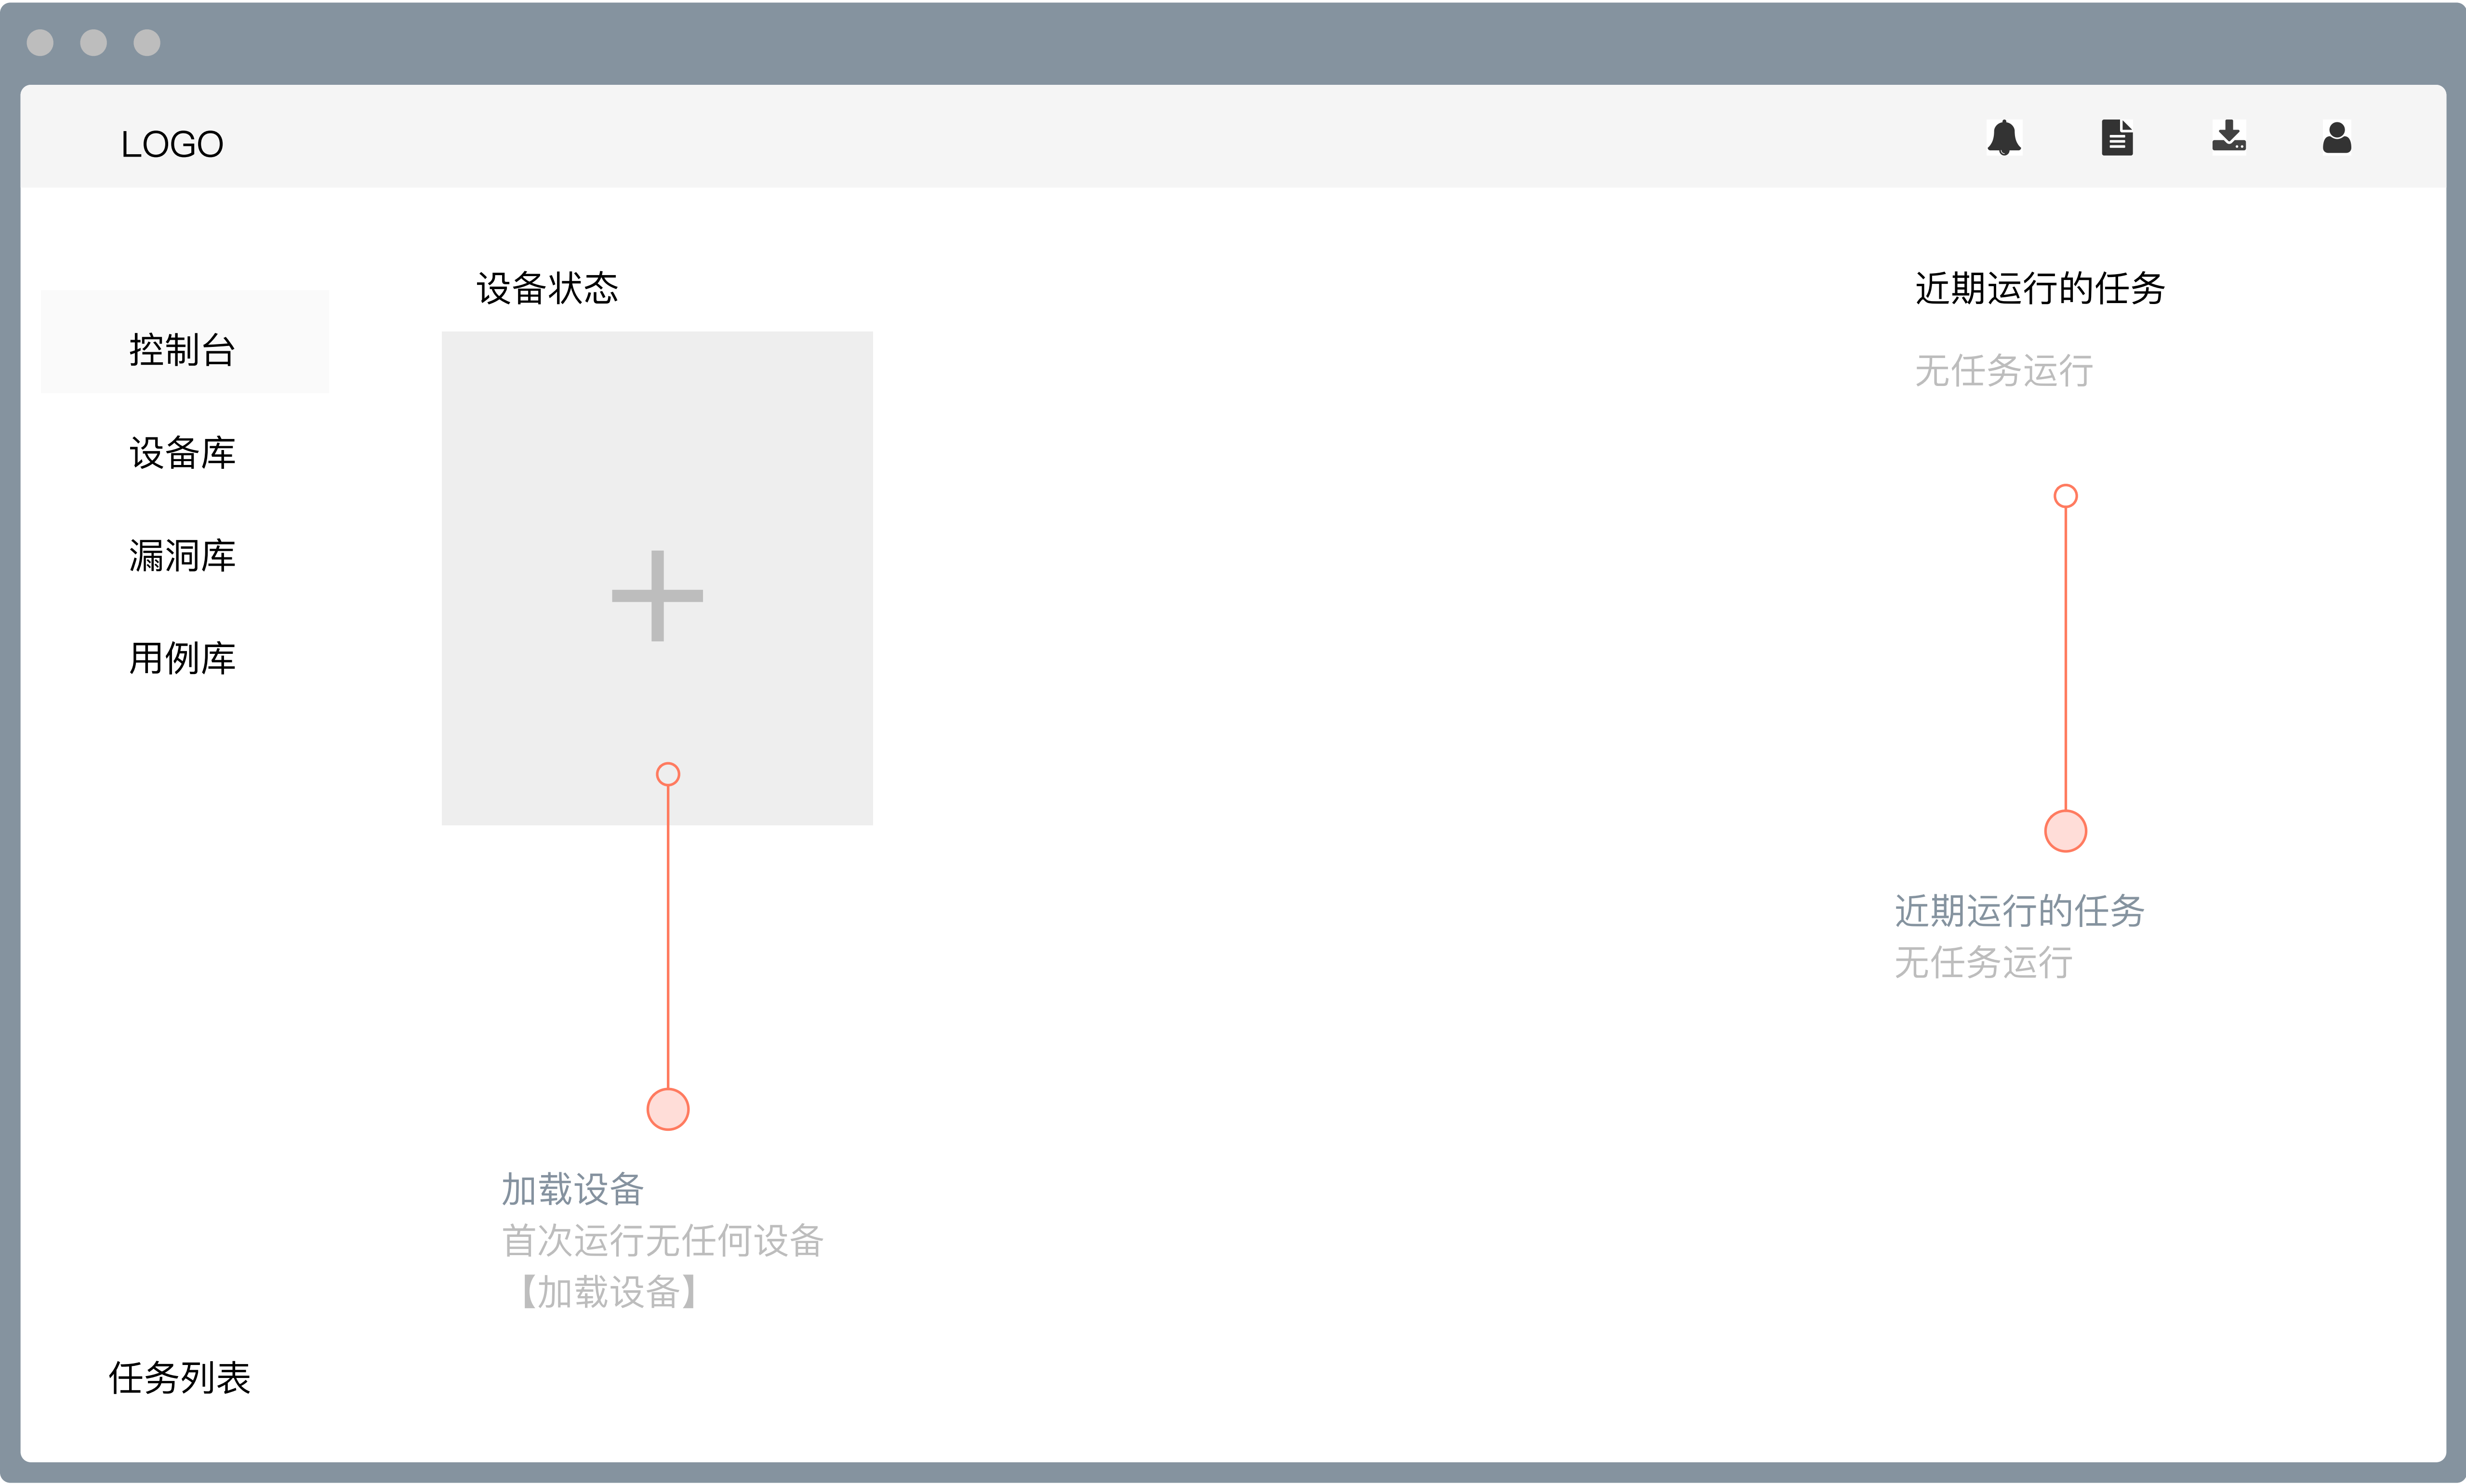 LOGO
控制台
设备库
漏洞库
用例库
任务列表
设备状态
加载设备
首次运行无任何设备
【加载设备】
近期运行的任务
无任务运行
近期运行的任务
无任务运行